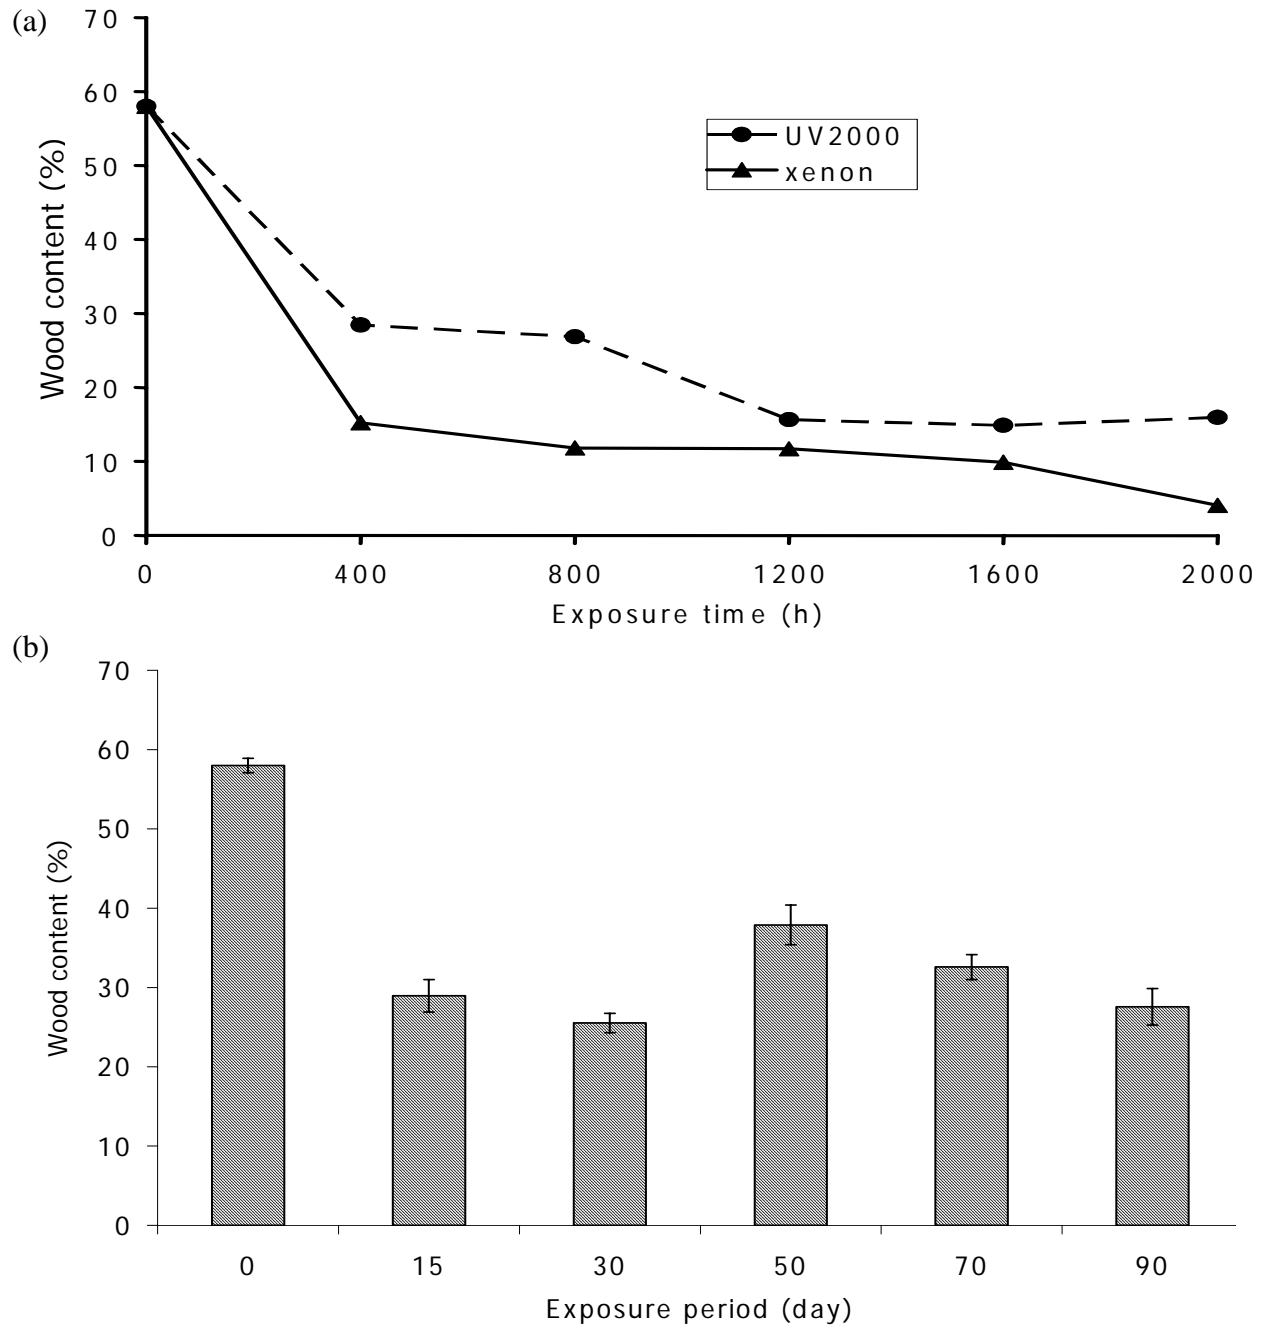 (a)
70
60
50
40
30
20
10
0
Wood content (%)
UV2000
xenon
0 400 800 1200 1600 2000
Exposure time (h)
(b)
70
60
50
40
30
20
10
0
Wood content (%)
0 15 30 50 70 90
Exposure period (day)